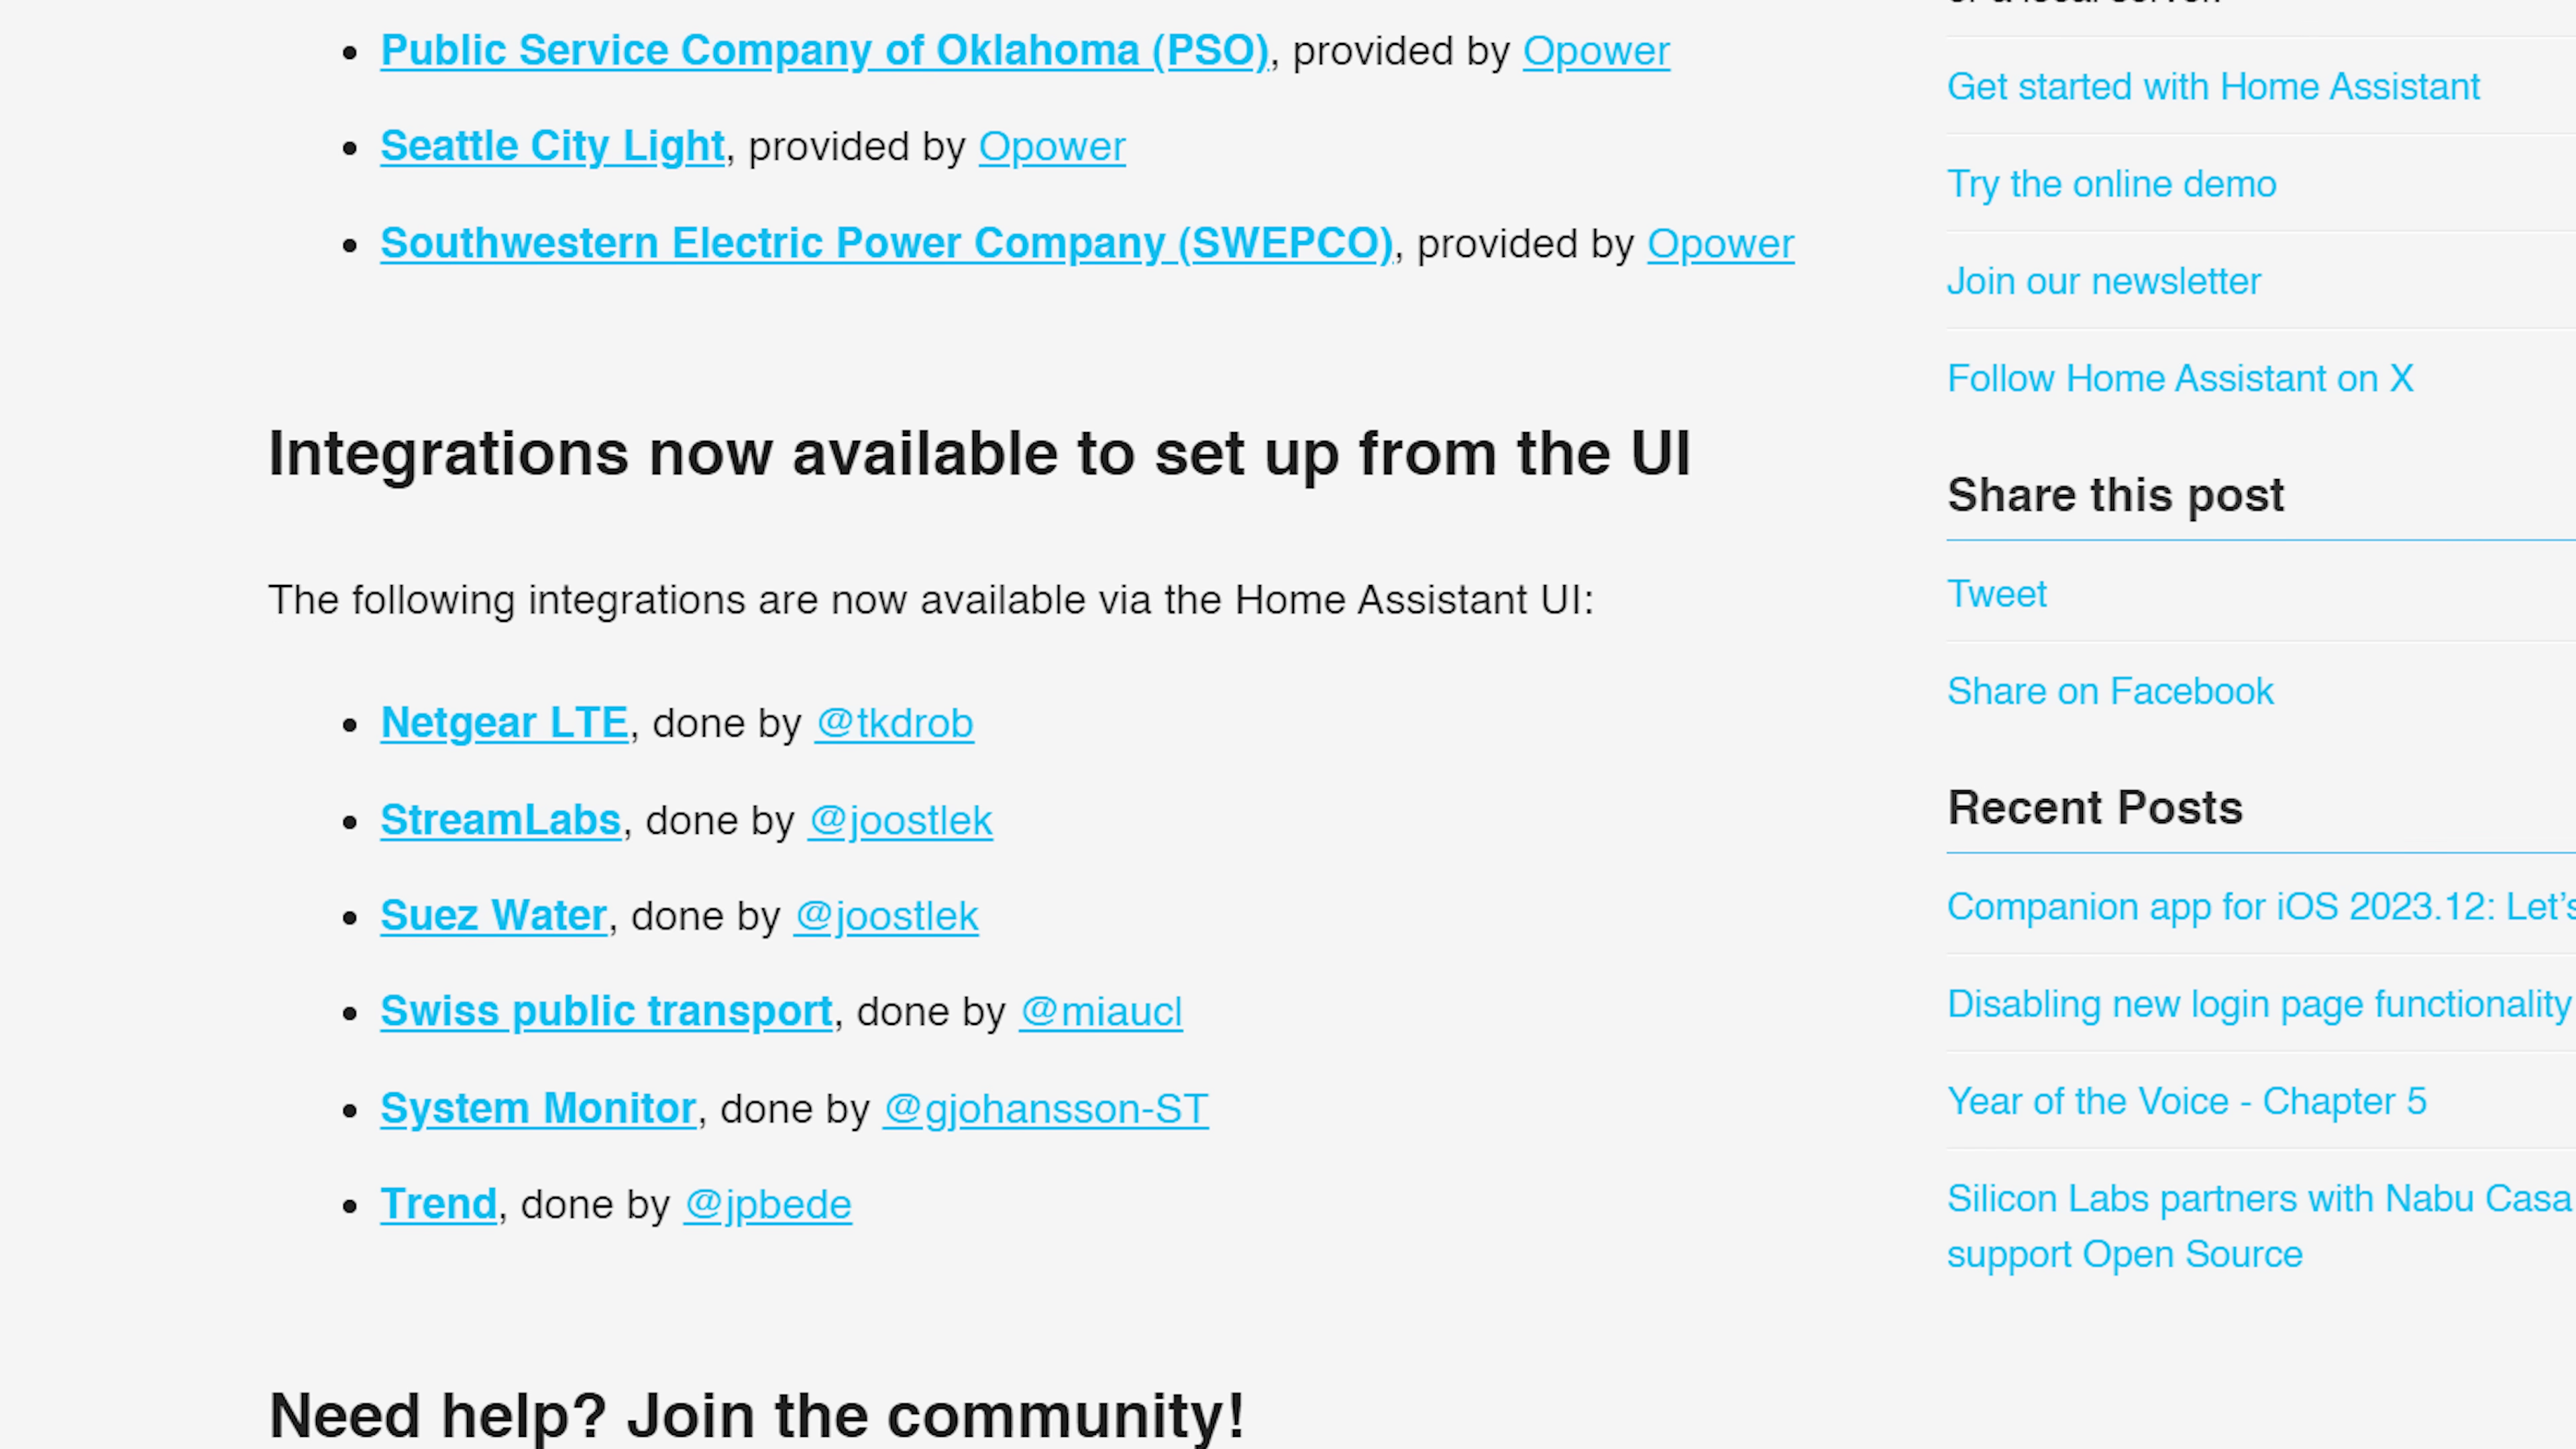 Public Service Company of Oklahoma (PSO), provided by Opower
Seattle City Light, provided by Opower
Southwestern Electric Power Company (SWEPCO), provided by Opower
Integrations now available to set up from the UI
The following integrations are now available via the Home Assistant UI:
Netgear LTE, done by @tkdrob
StreamLabs, done by @joostlek
Suez Water, done by @joostlek
Swiss public transport, done by @miaucl
System Monitor, done by @gjohansson-ST
Trend, done by @jpbede
Need help? Join the community!
or a local server.
Get started with Home Assistant
Try the online demo
Join our newsletter
Follow Home Assistant on X
Share this post
Tweet
Share on Facebook
Recent Posts
Companion app for iOS 2023.12: Let's
Disabling new login page functionality
Year of the Voice - Chapter 5
Silicon Labs partners with Nabu Casa
support Open Source